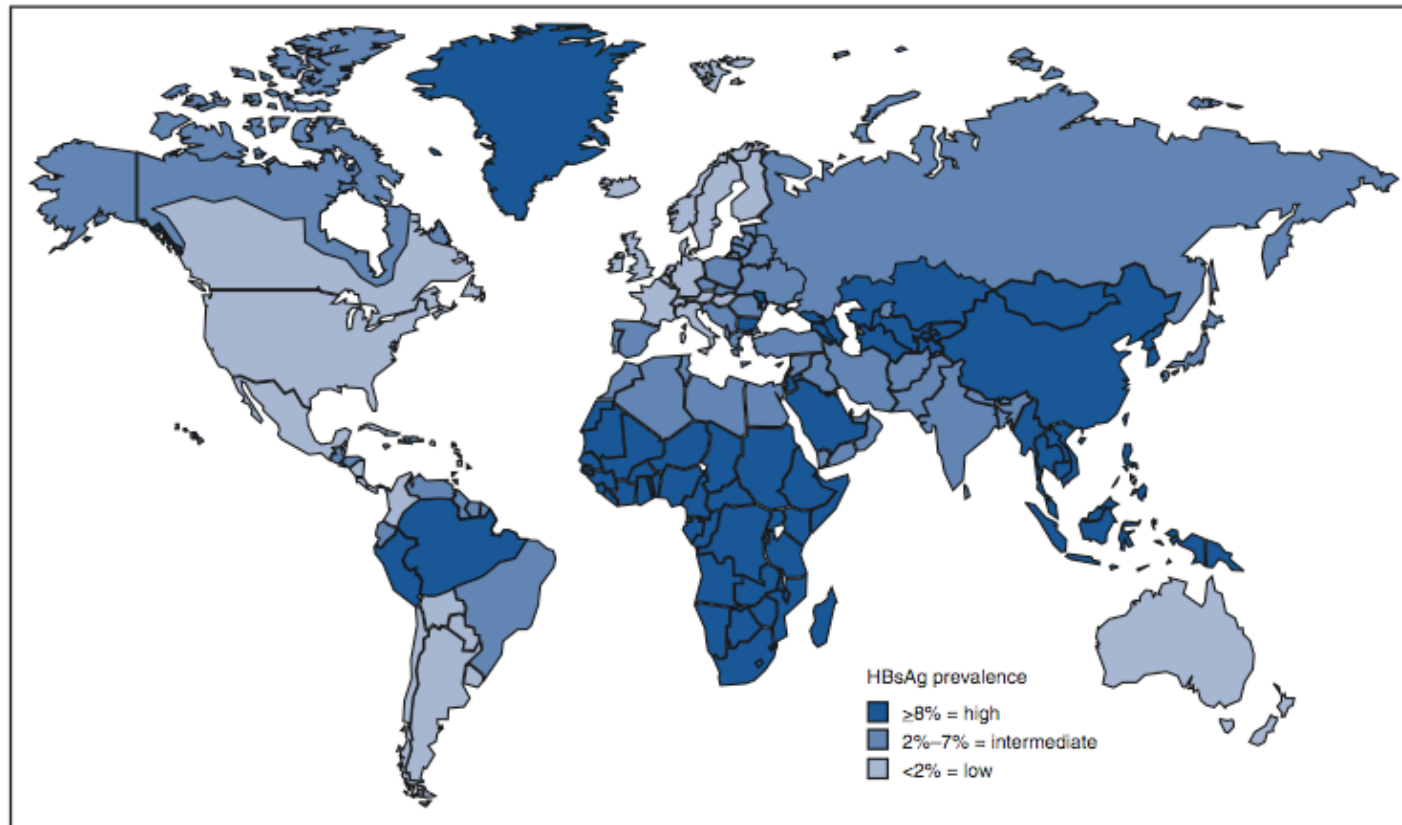 HBsAg prevalence
≥8% = high
2%–7% = intermediate
<2% = low